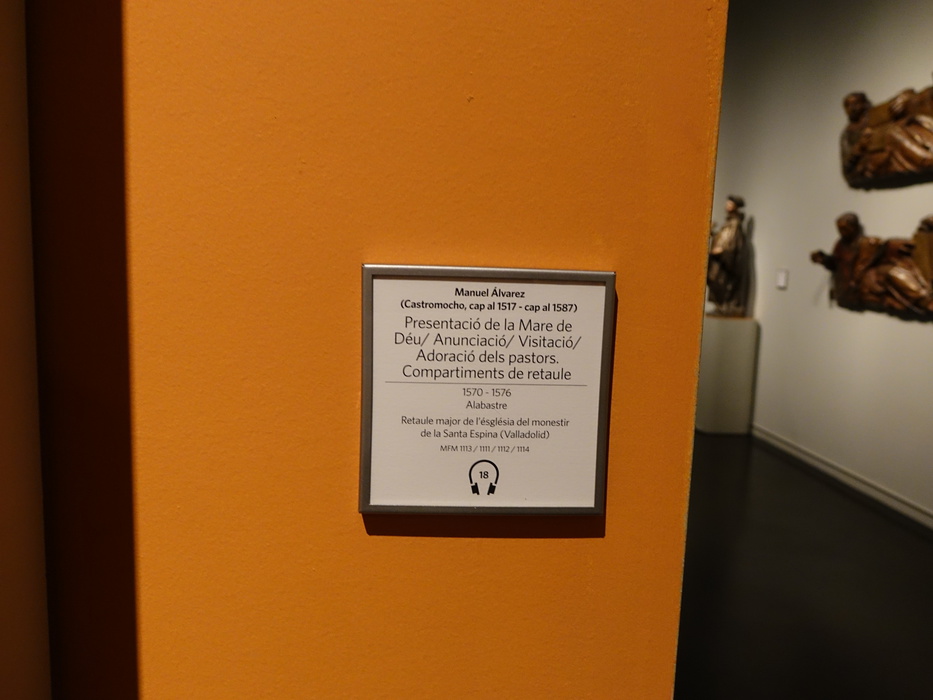 Manuel Álvarez
(Castromocho, cap al 1517 - cap al 1587)
Presentació de la Mare de
Déu/ Anunciació/ Visitació/
Adoració dels pastors.
Compartiments de retaule
1570 - 1576
Alabastre
Retaule major de l'ésglésia del monestir
de la Santa Espina (Valladolid)
MFM 1113 / 1111 / 1112 / 1114
18